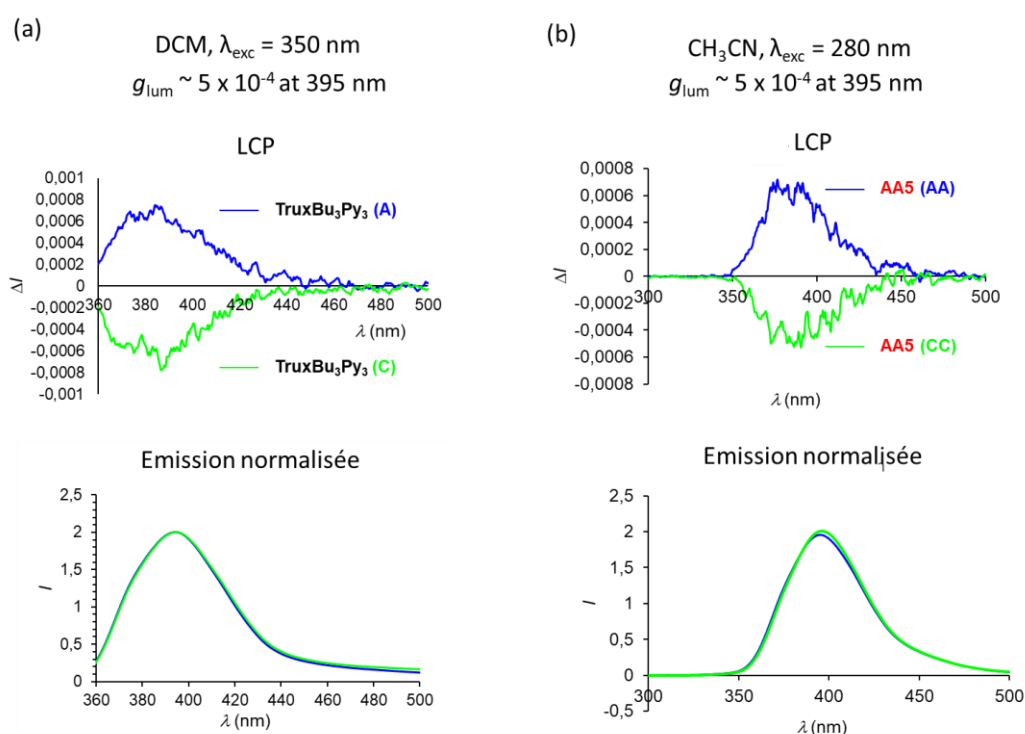 (a)
DCM, λexc = 350 nm
glum ~ 5 x 10-4 at 395 nm
LCP
0,001
0,0008
0,0006
0,0004
0,0002
0
-0,0002
-0,0004
-0,0006
-0,0008
-0,001
ΔI
TruxBu3Py3 (A)
360 380 400 420 440 460 480 500
λ (nm)
TruxBu3Py3 (C)
Emission normalisée
2,5
2
1,5
1
0,5
0
I
360 380 400 420 440 460 480 500
λ (nm)
(b)
CH3CN, λexc = 280 nm
glum ~ 5 x 10-4 at 395 nm
LCP
0,0008
0,0006
0,0004
0,0002
0
-0,0002
-0,0004
-0,0006
-0,0008
ΔI
AA5 (AA)
300 350 400 450 500
AA5 (CC)
λ (nm)
Emission normalisée
2,5
2
1,5
1
0,5
0
-0,5
I
300 350 400 450 500
λ (nm)